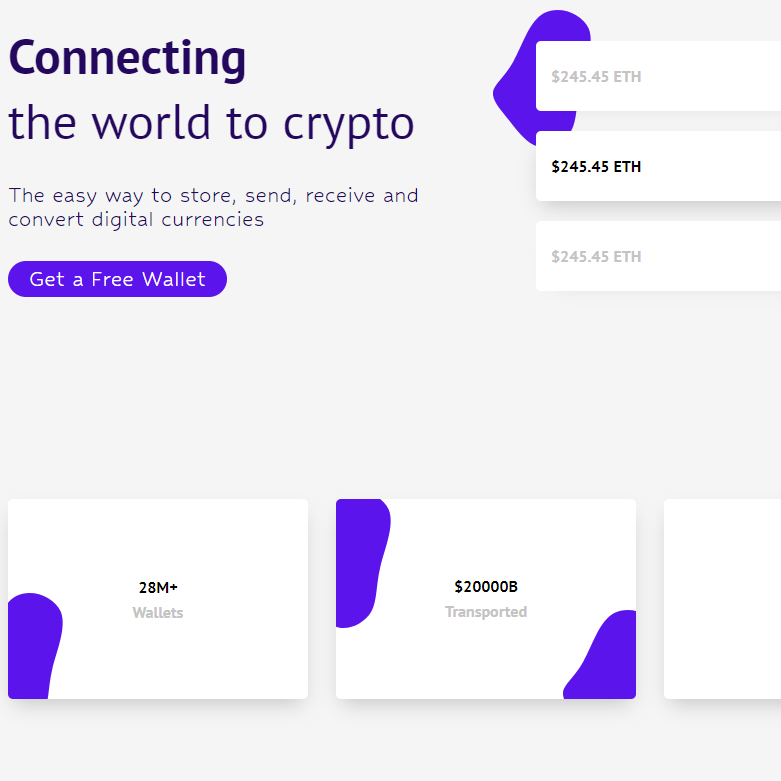 Connecting
the world to crypto
The easy way to store, send, receive and
convert digital currencies
Get a Free Wallet
$245.45 ETH
$245.45 ETH
$245.45 ETH
28M+
Wallets
$20000B
Transported